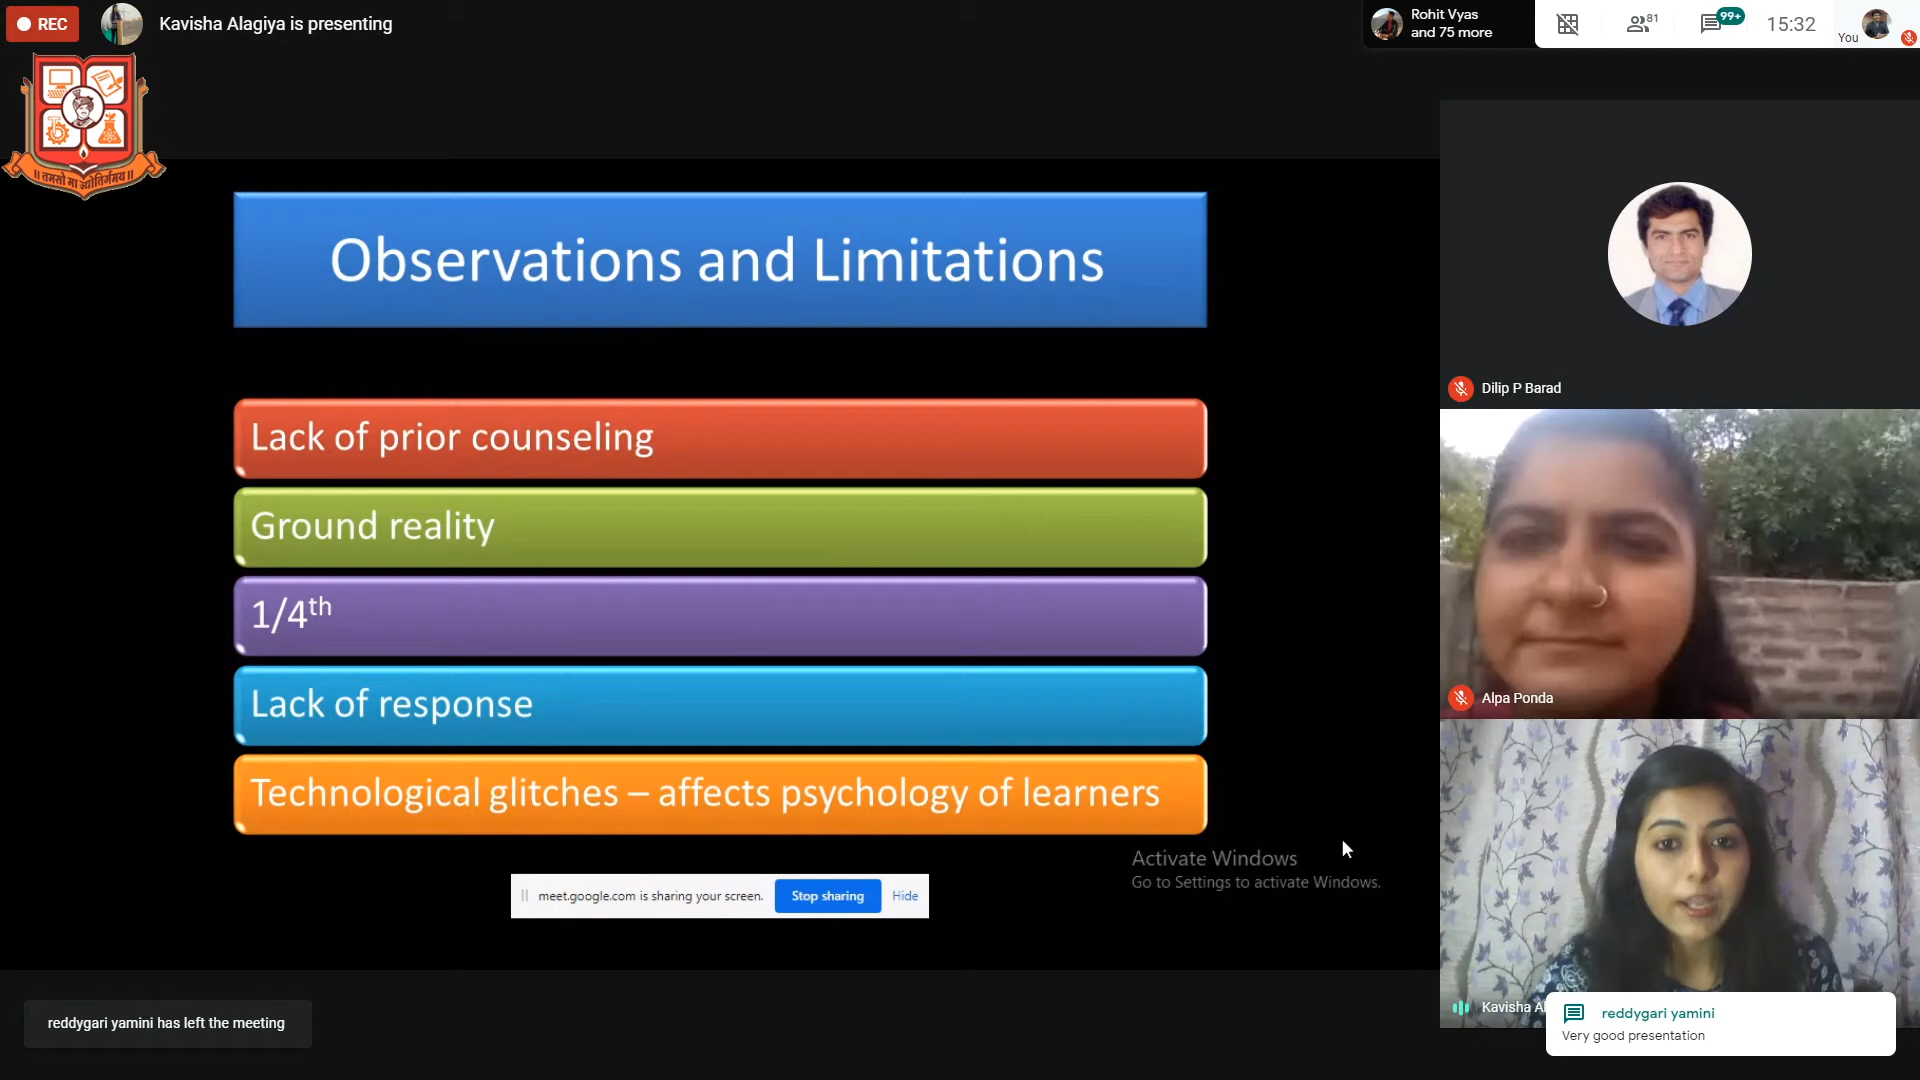 REC
Kavisha Alagiya is presenting
Rohit Vyas
and 75 more
81
99+
15:32
You
|| तमसो मा ज्योतिर्गमय ||
Observations and Limitations
Lack of prior counseling
Ground reality
1/4th
Lack of response
Technological glitches – affects psychology of learners
Activate Windows
Go to Settings to activate Windows.
meet.google.com is sharing your screen.
Stop sharing
Hide
Dilip P Barad
Alpa Ponda
Kavisha Al
reddygari yamini has left the meeting
reddygari yamini
Very good presentation